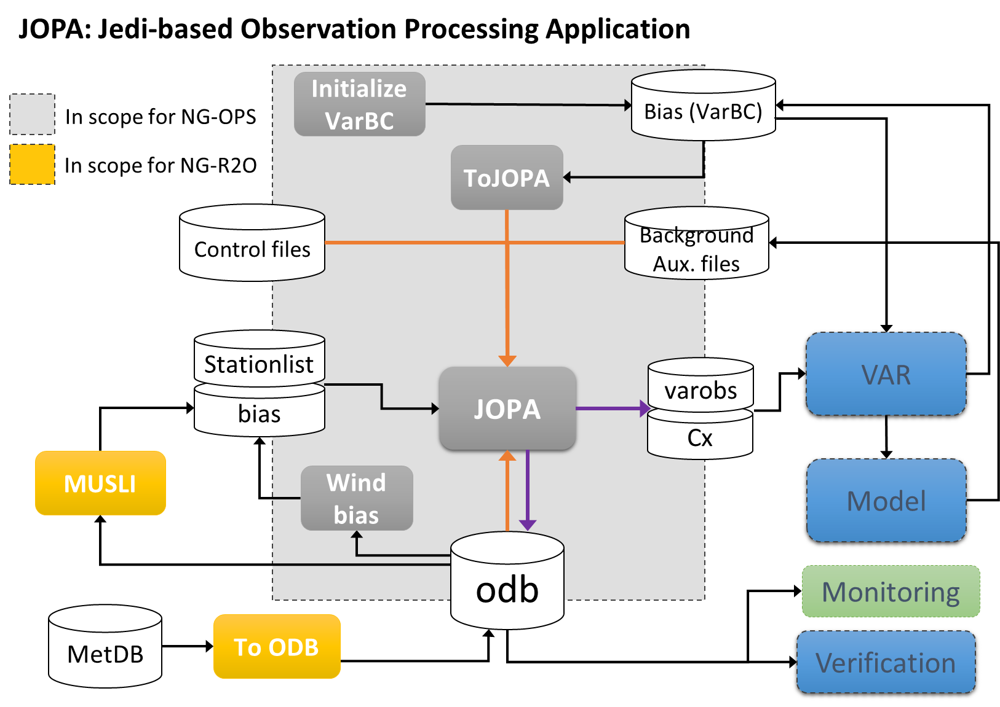 JOPA: Jedi-based Observation Processing Application
In scope for NG-OPS
In scope for NG-R2O
Initialize
VarBC
Bias (VarBC)
ToJOPA
Control files
Background
Aux. files
Stationlist
bias
JOPA
varobs
Cx
VAR
MUSLI
Wind
bias
Model
odb
Monitoring
MetDB
To ODB
Verification